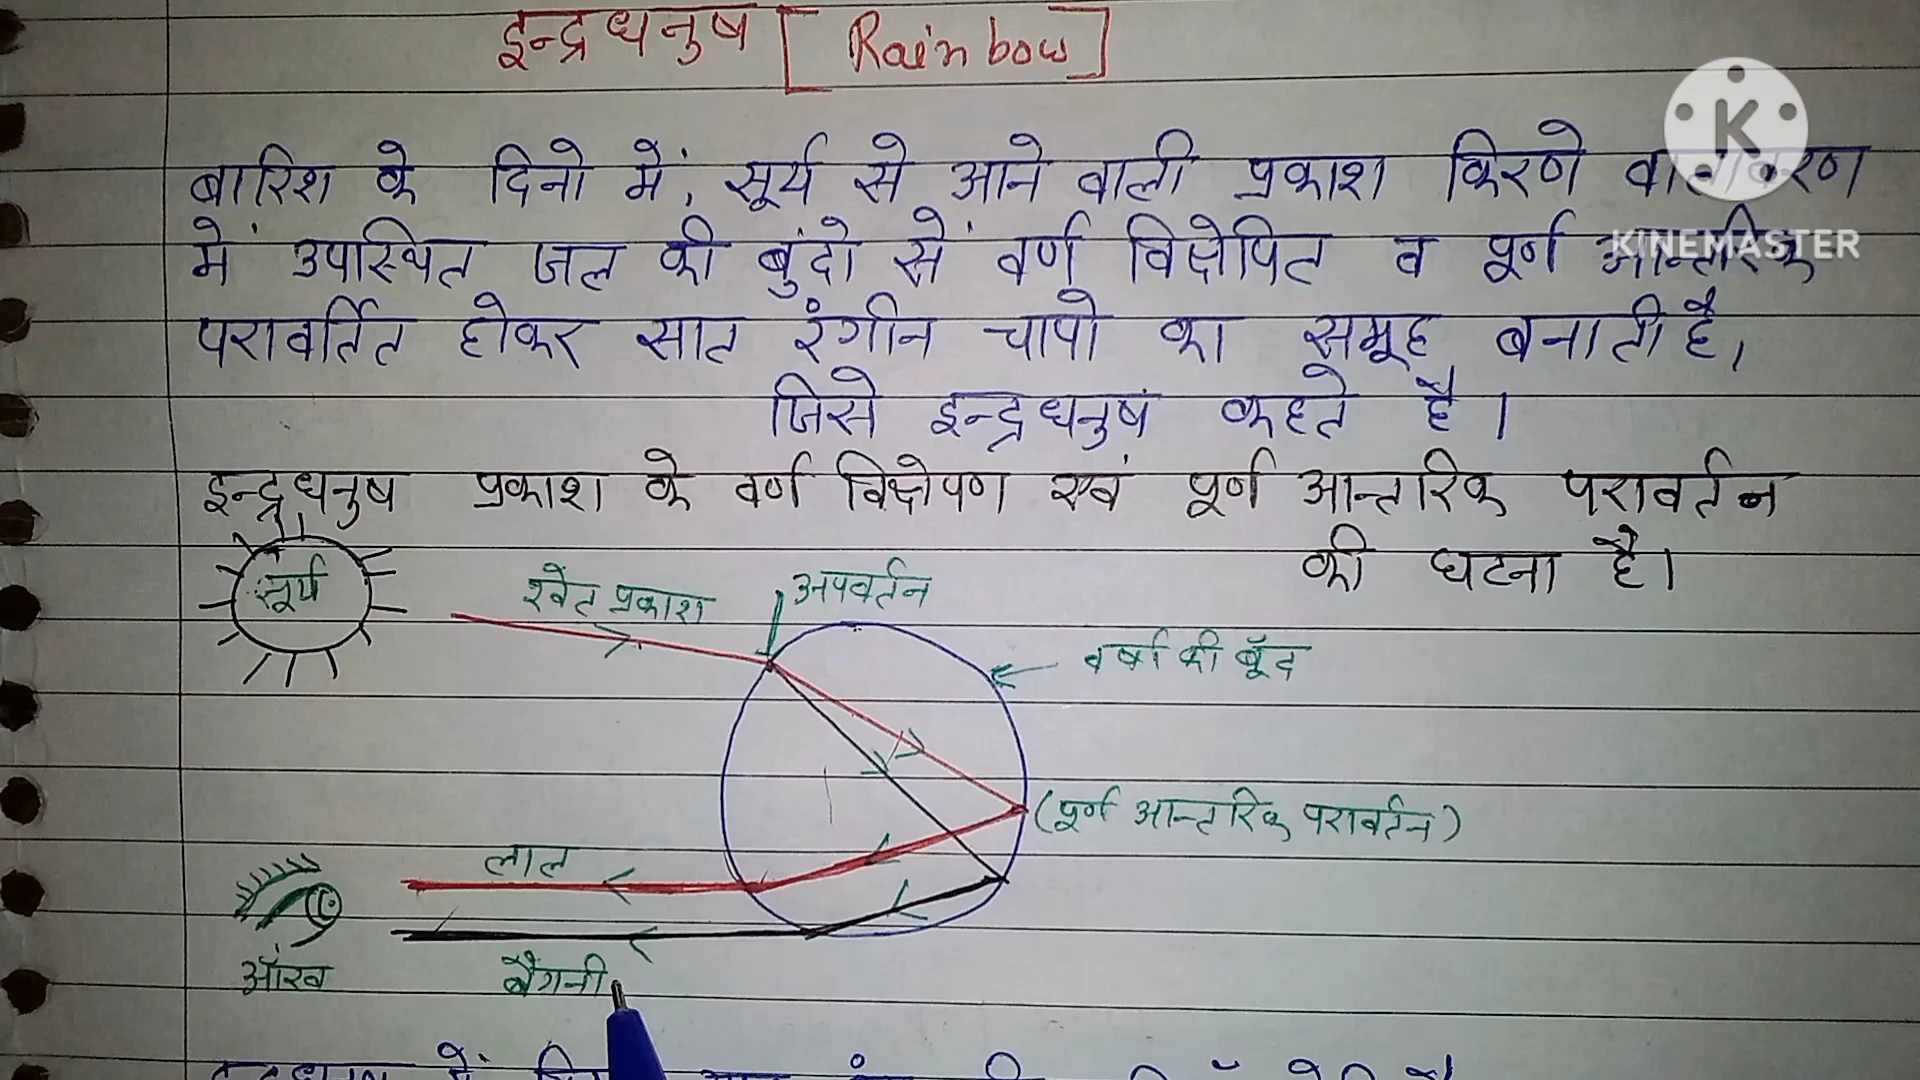 इन्द्रधनुष [Rainbow]
बारिश के दिनो में, सूर्य से आने वाली प्रकाश किरणे वातावरण
K
में उपस्थित जल की बुंदो सें वर्ण विक्षेपित व पूर्ण आन्तरिक
KINEMASTER
परावर्तित होकर सात रंगीन चापो का समूह बनाती है,
जिसे इन्द्रधनुष कहते है।
इन्द्रधनुष प्रकाश के वर्ण विक्षेपण एवं पूर्ण आन्तरिक परावर्तन
की घटना है।
सूर्य
श्वेत प्रकाश
अपवर्तन
वर्षा की बूँद
(पूर्ण आन्तरिक परावर्तन)
लाल
आँख
बैंगनी